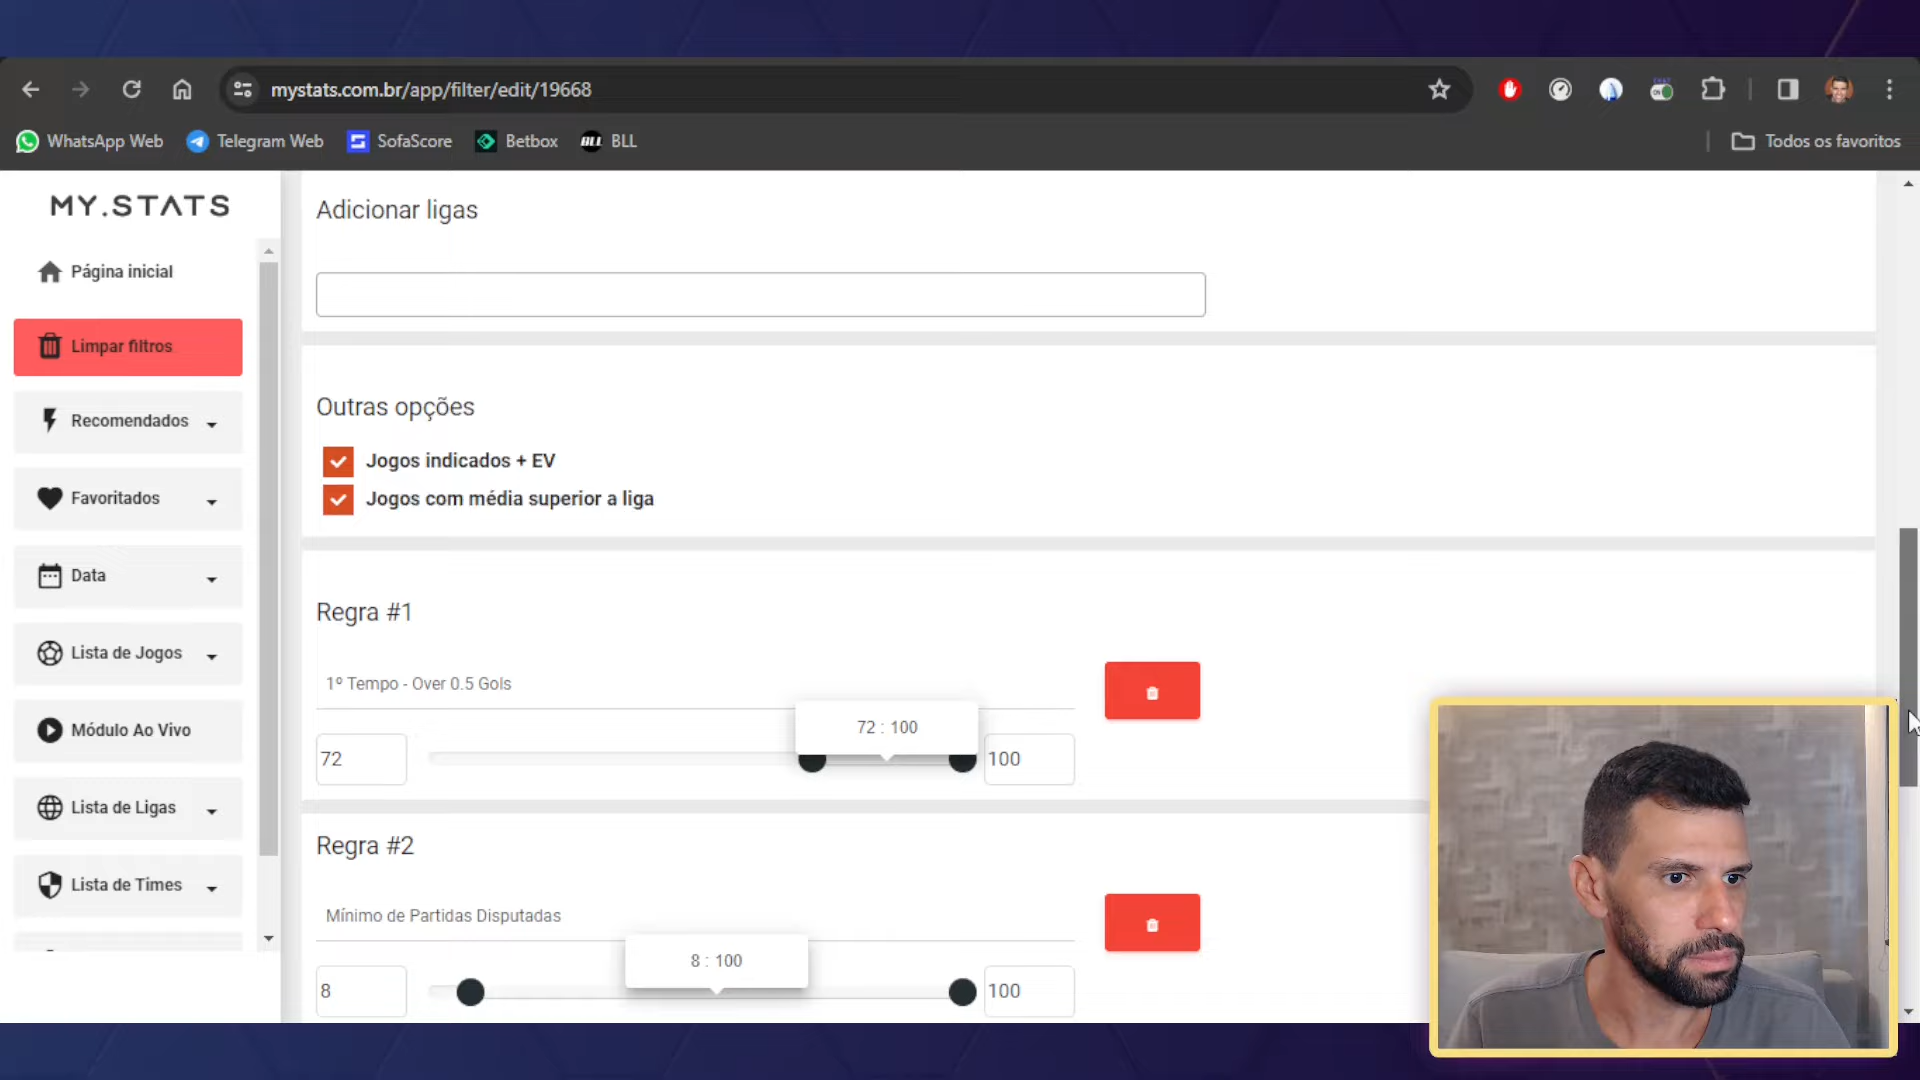 mystats.com.br/app/filter/edit/19668
WhatsApp Web
Telegram Web
SofaScore
Betbox
BLL
BLL
Todos os favoritos
MY.STATS
Página inicial
Limpar filtros
Recomendados
Favoritados
Data
Lista de Jogos
Módulo Ao Vivo
Lista de Ligas
Lista de Times
Adicionar ligas
Outras opções
Jogos indicados + EV
Jogos com média superior a liga
Regra #1
1º Tempo - Over 0.5 Gols
72 : 100
72
100
Regra #2
Mínimo de Partidas Disputadas
8 : 100
8
100